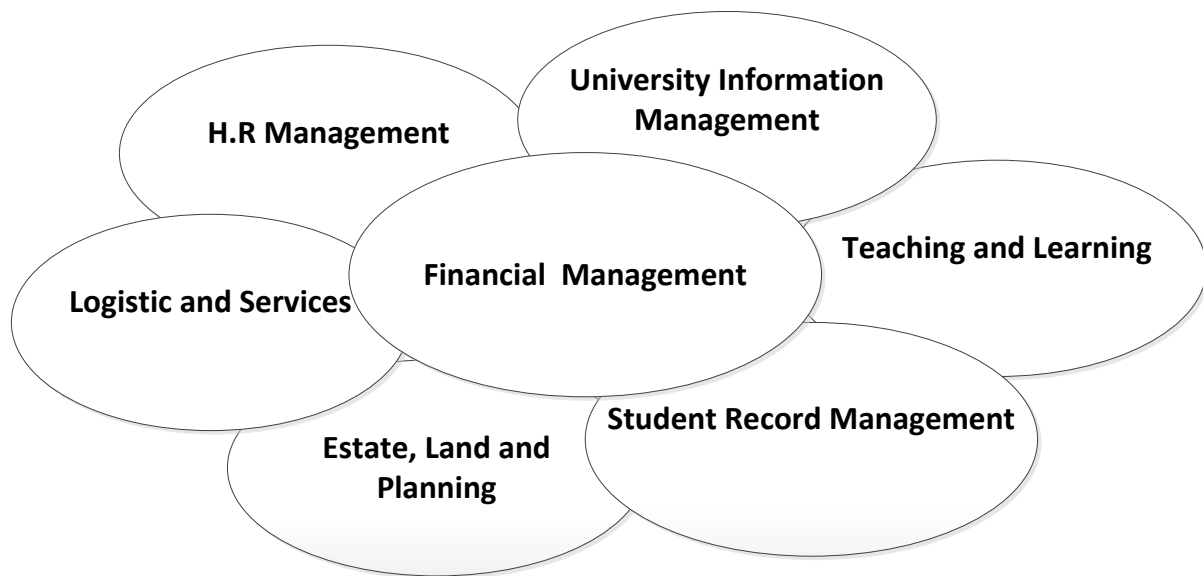 University Information
Management
H.R Management
Teaching and Learning
Financial  Management
Logistic and Services
Student Record Management
Estate, Land and
Planning